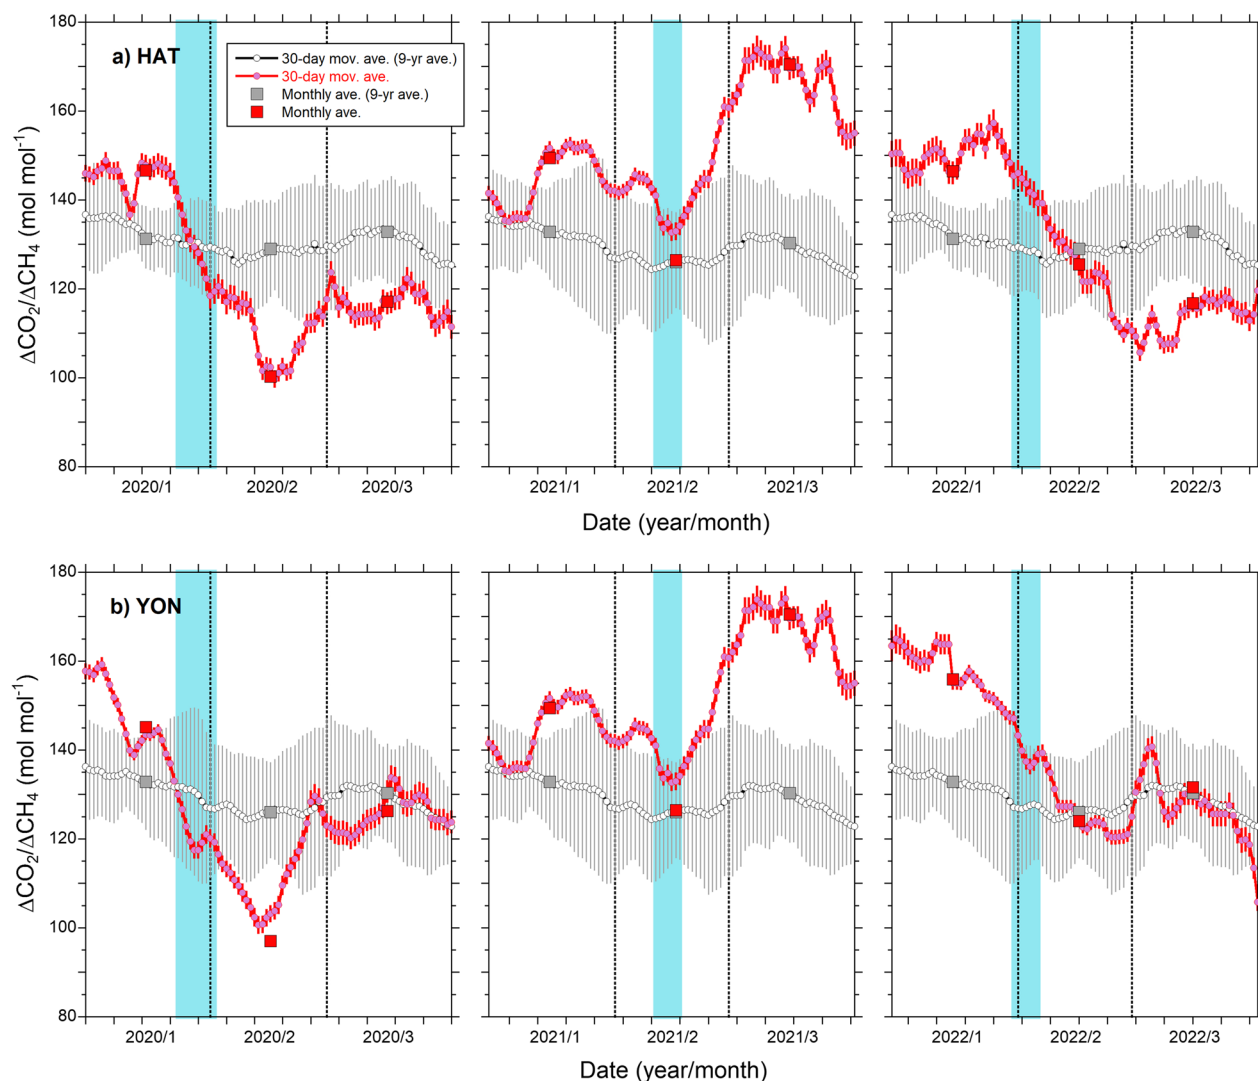 a) HAT
30-day mov. ave. (9-yr ave.)
30-day mov. ave.
Monthly ave. (9-yr ave.)
Monthly ave.
180
160
140
120
100
80
ΔCO₂/ΔCH₄ (mol mol⁻¹)
2020/1 2020/2 2020/3 2021/1 2021/2 2021/3 2022/1 2022/2 2022/3
Date (year/month)
b) YON
180
160
140
120
100
80
ΔCO₂/ΔCH₄ (mol mol⁻¹)
2020/1 2020/2 2020/3 2021/1 2021/2 2021/3 2022/1 2022/2 2022/3
Date (year/month)